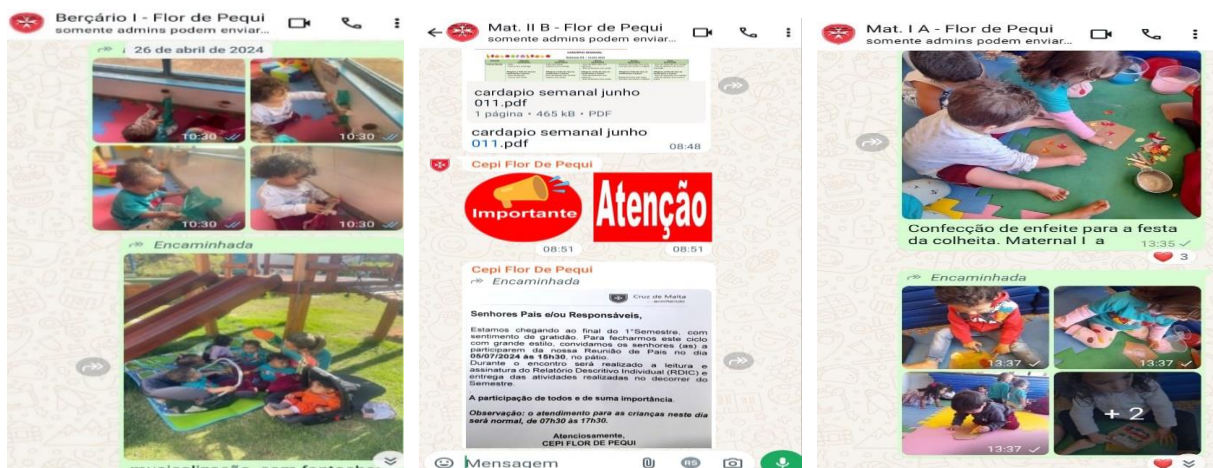 Berçário I - Flor de Pequi
somente admins podem enviar...
26 de abril de 2024
10:30
10:30
10:30
10:30
Encaminhada
Mat. II B - Flor de Pequi
somente admins podem enviar...
cardapio semanal junho
011.pdf
1 página • 465 kB • PDF
cardapio semanal junho
011.pdf
08:48
Cepi Flor De Pequi
Importante
Atenção
08:51
08:51
Cepi Flor De Pequi
Encaminhada
Cruz de Malta
Senhores Pais e/ou Responsáveis,
Estamos chegando ao final do 1°Semestre, com
sentimento de gratidão. Para fecharmos este ciclo
com grande estilo, convidamos os senhores (as) a
participarem da nossa Reunião de Pais no dia
05/07/2024 às 15h30, no pátio.
Durante o encontro será realizado a leitura e
assinatura do Relatório Descritivo Individual (RDIC) e
entrega das atividades realizadas no decorrer do
Semestre.
A participação de todos e de suma importância.
Observação: o atendimento para as crianças neste dia
será normal, de 07h30 às 17h30.
Atenciosamente,
CEPI FLOR DE PEQUI
Mensagem
Mat. I A - Flor de Pequi
somente admins podem enviar...
Confecção de enfeite para a festa
da colheita. Maternal I a
13:35
3
Encaminhada
13:37
13:37
13:37
+ 2